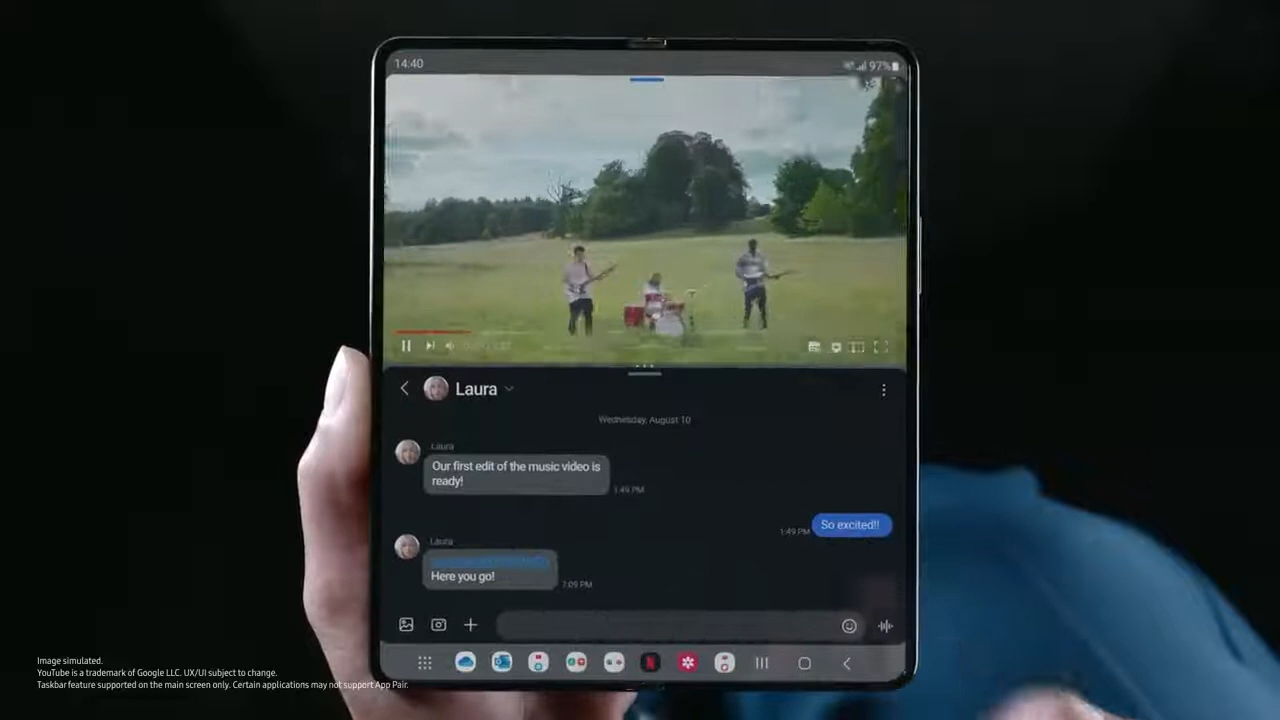 14:40
97%
Laura
Wednesday, August 10
Laura
Our first edit of the music video is
ready!
1:49 PM
So excited!!
1:49 PM
Laura
Here you go!
7:09 PM
N
Image simulated.
YouTube is a trademark of Google LLC. UX/UI subject to change.
Taskbar feature supported on the main screen only. Certain applications may not support App Pair.